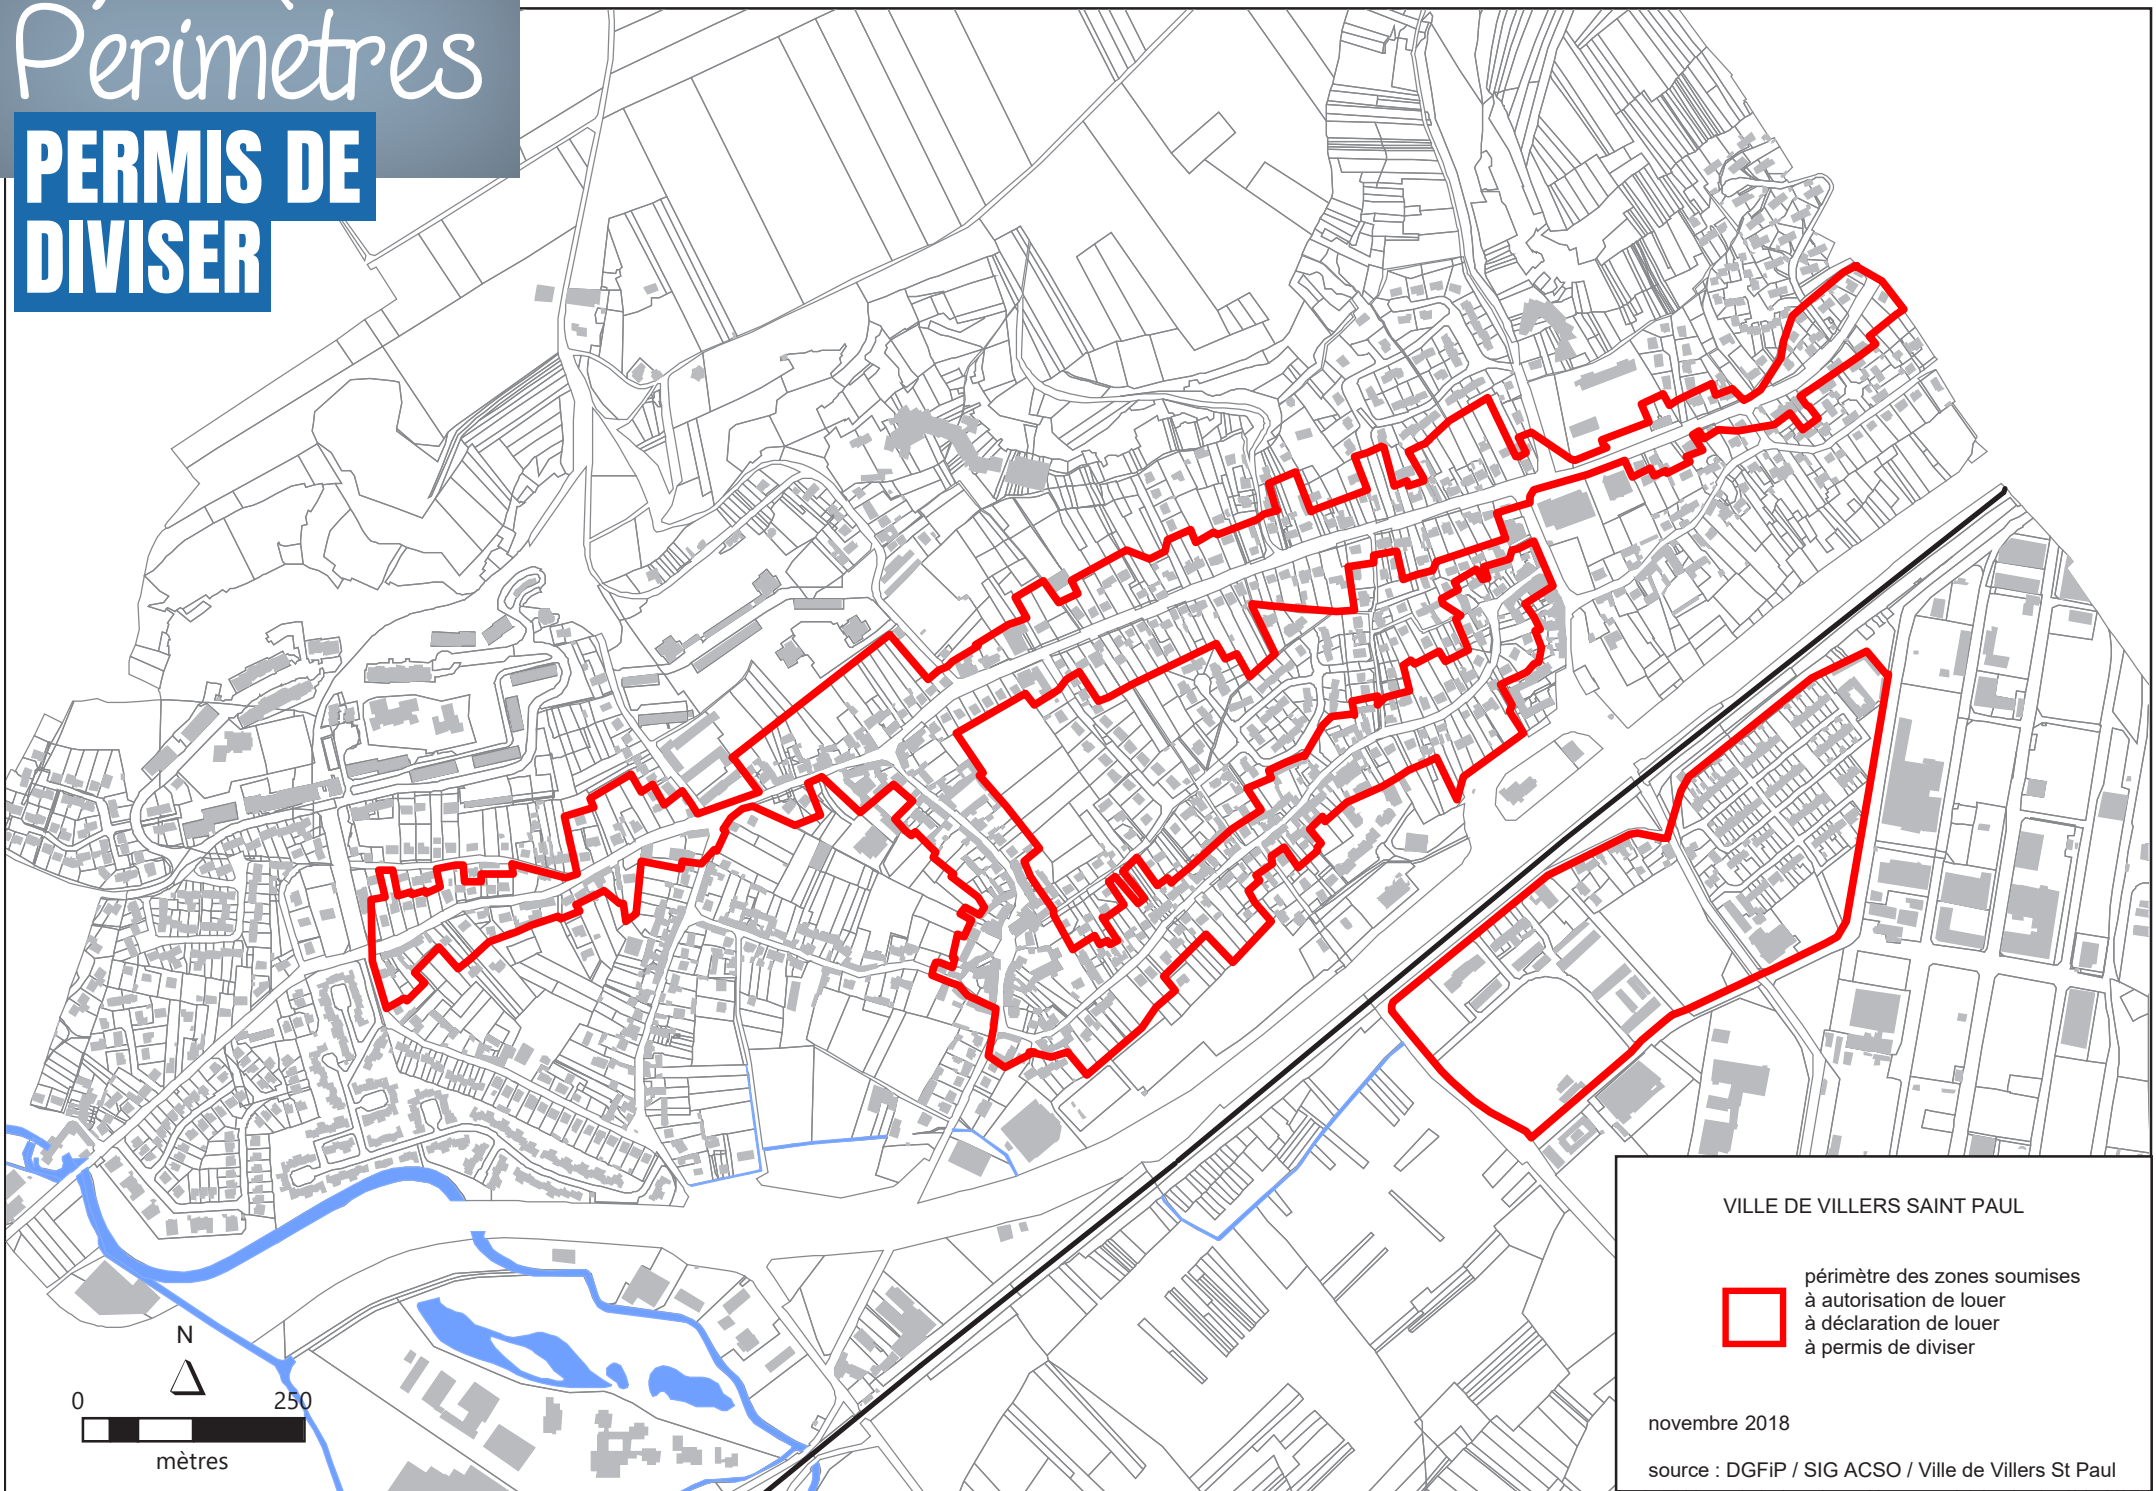 Périmètres
PERMIS DE
DIVISER
VILLE DE VILLERS SAINT PAUL
périmètre des zones soumises
à autorisation de louer
à déclaration de louer
à permis de diviser
novembre 2018
source : DGFiP / SIG ACSO / Ville de Villers St Paul
N
0 250
mètres